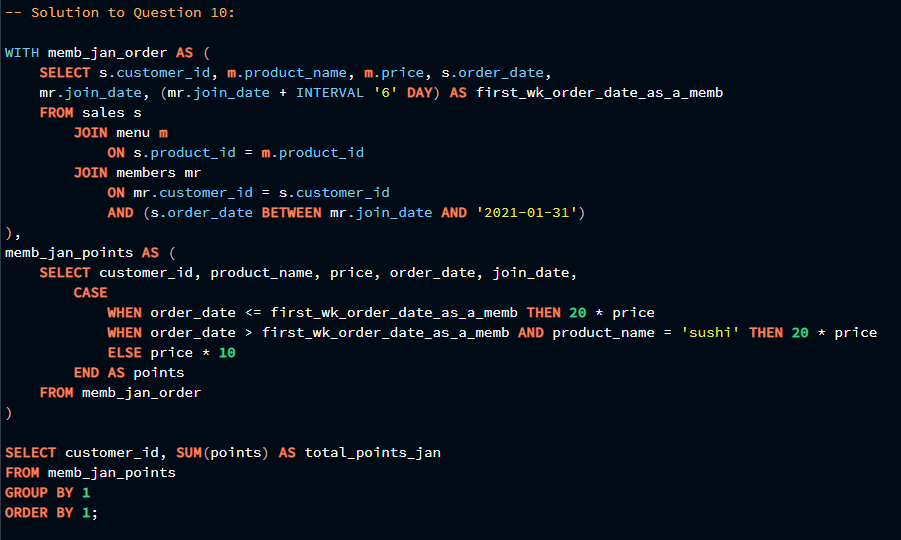 -- Solution to Question 10:
WITH memb_jan_order AS (
SELECT s.customer_id, m.product_name, m.price, s.order_date,
mr.join_date, (mr.join_date + INTERVAL '6' DAY) AS first_wk_order_date_as_a_memb
FROM sales s
JOIN menu m
ON s.product_id = m.product_id
JOIN members mr
ON mr.customer_id = s.customer_id
AND (s.order_date BETWEEN mr.join_date AND '2021-01-31')
),
memb_jan_points AS (
SELECT customer_id, product_name, price, order_date, join_date,
CASE
WHEN order_date <= first_wk_order_date_as_a_memb THEN 20 * price
WHEN order_date > first_wk_order_date_as_a_memb AND product_name = 'sushi' THEN 20 * price
ELSE price * 10
END AS points
FROM memb_jan_order
)
SELECT customer_id, SUM(points) AS total_points_jan
FROM memb_jan_points
GROUP BY 1
ORDER BY 1;